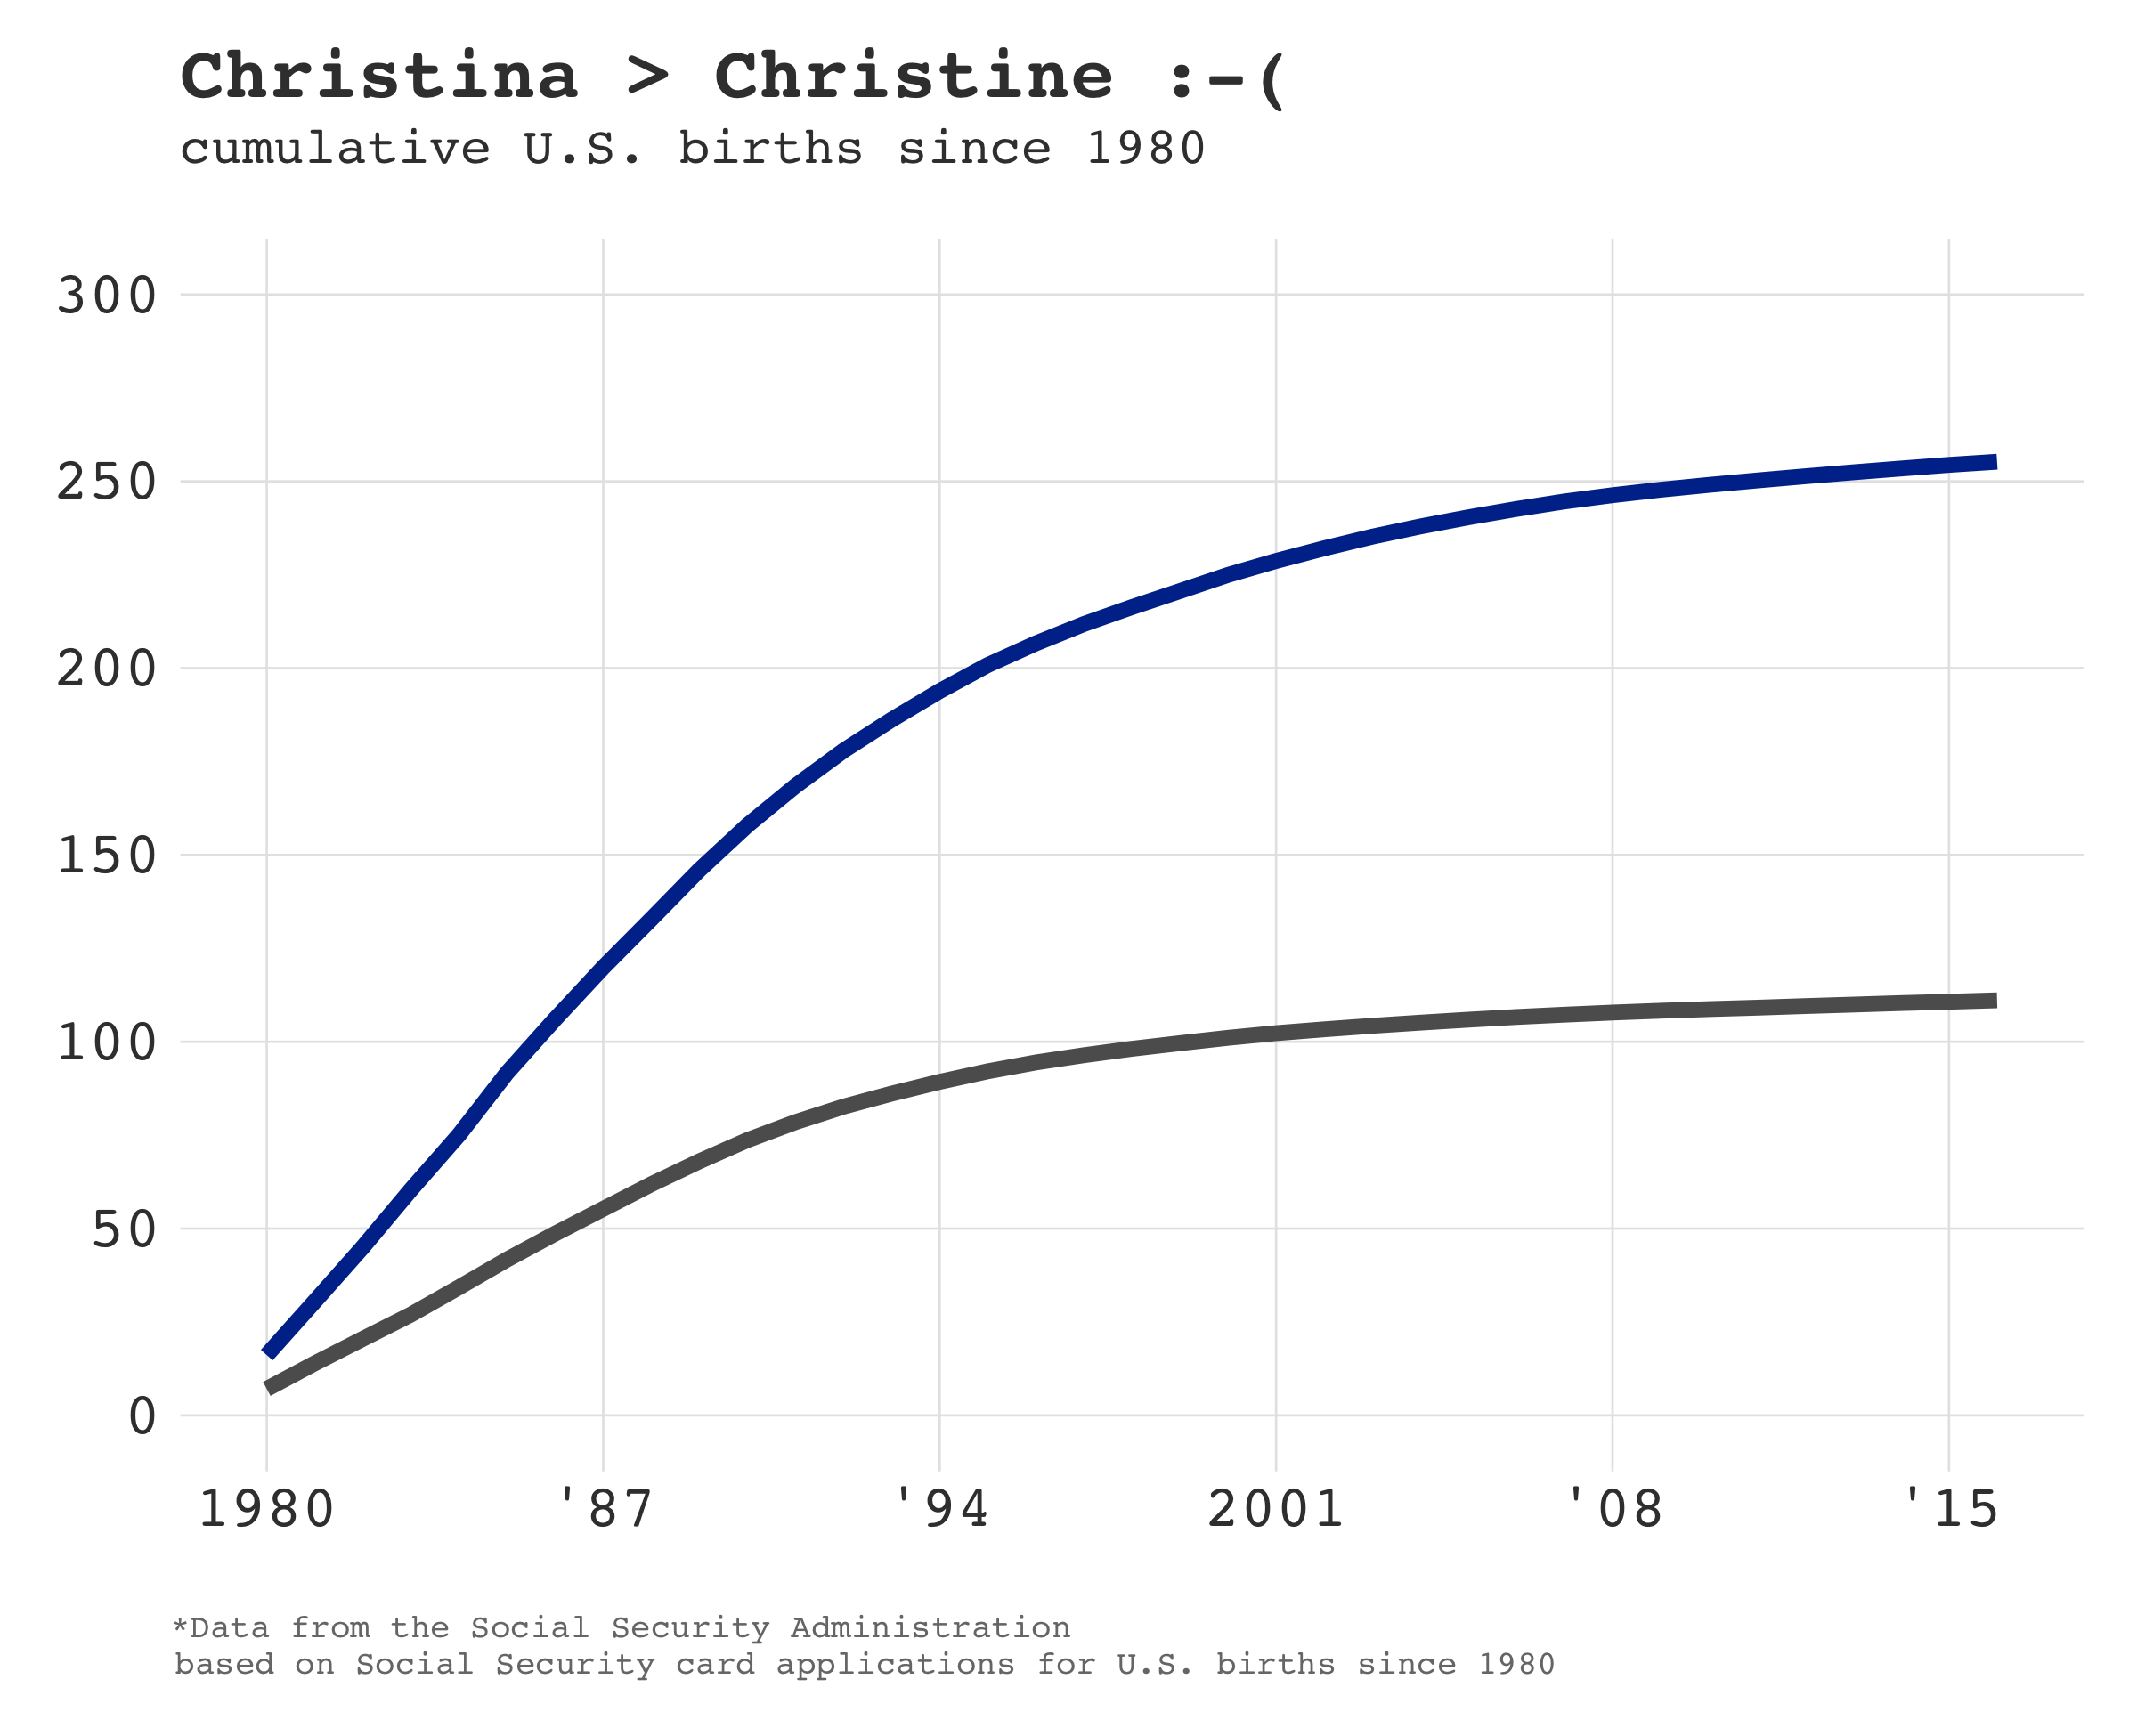 Christina > Christine :-(
cumulative U.S. births since 1980
300
250
200
150
100
50
0
1980 '87 '94 2001 '08 '15
*Data from the Social Security Administration
based on Social Security card applications for U.S. births since 1980